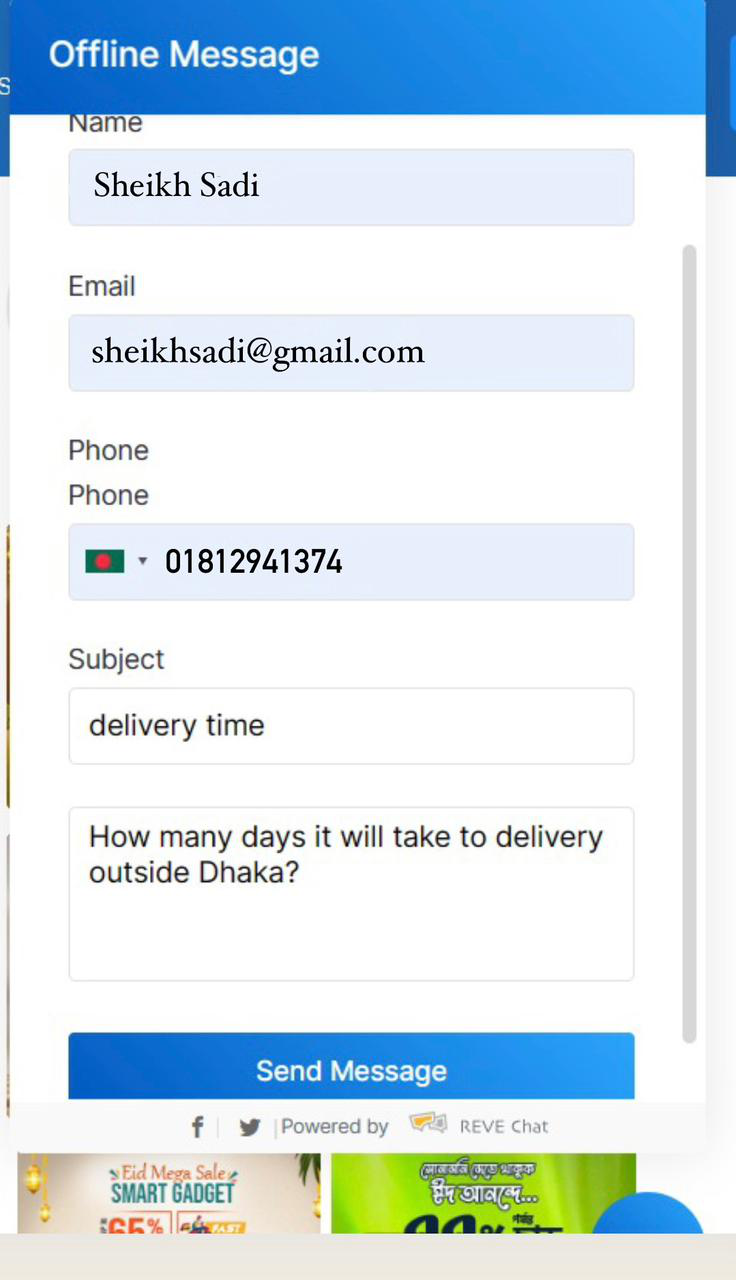 Offline Message
Name
Sheikh Sadi
Email
sheikhsadi@gmail.com
Phone
Phone
01812941374
Subject
delivery time
How many days it will take to delivery
outside Dhaka?
Send Message
Powered by REVE Chat
Eid Mega Sale
SMART GADGET
65%
FAST
ঈদ আনন্দে...